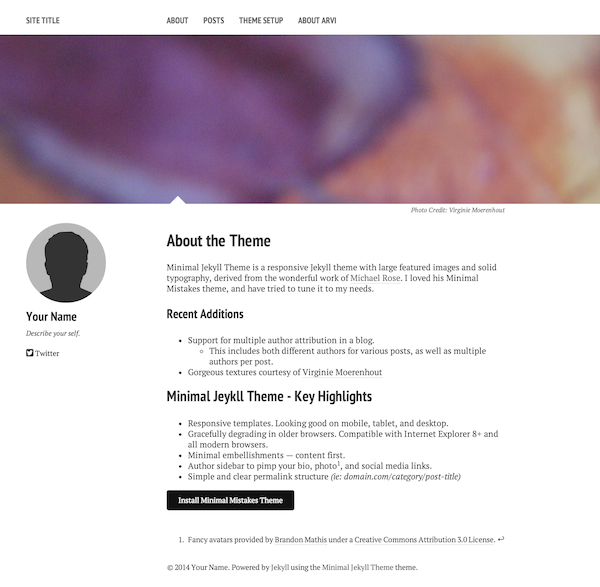 SITE TITLE
ABOUT POSTS THEME SETUP ABOUT ARVI
Photo Credit: Virginie Moerenhout
Your Name
Describe your self.
Twitter
About the Theme
Minimal Jekyll Theme is a responsive Jekyll theme with large featured images and solid
typography, derived from the wonderful work of Michael Rose. I loved his Minimal
Mistakes theme, and have tried to tune it to my needs.
Recent Additions
• Support for multiple author attribution in a blog.
◦ This includes both different authors for various posts, as well as multiple
authors per post.
• Gorgeous textures courtesy of Virginie Moerenhout
Minimal Jeykll Theme - Key Highlights
• Responsive templates. Looking good on mobile, tablet, and desktop.
• Gracefully degrading in older browsers. Compatible with Internet Explorer 8+ and
all modern browsers.
• Minimal embellishments — content first.
• Author sidebar to pimp your bio, photo¹, and social media links.
• Simple and clear permalink structure (ie: domain.com/category/post-title)
Install Minimal Mistakes Theme
1. Fancy avatars provided by Brandon Mathis under a Creative Commons Attribution 3.0 License. ↩
© 2014 Your Name. Powered by Jekyll using the Minimal Jekyll Theme theme.